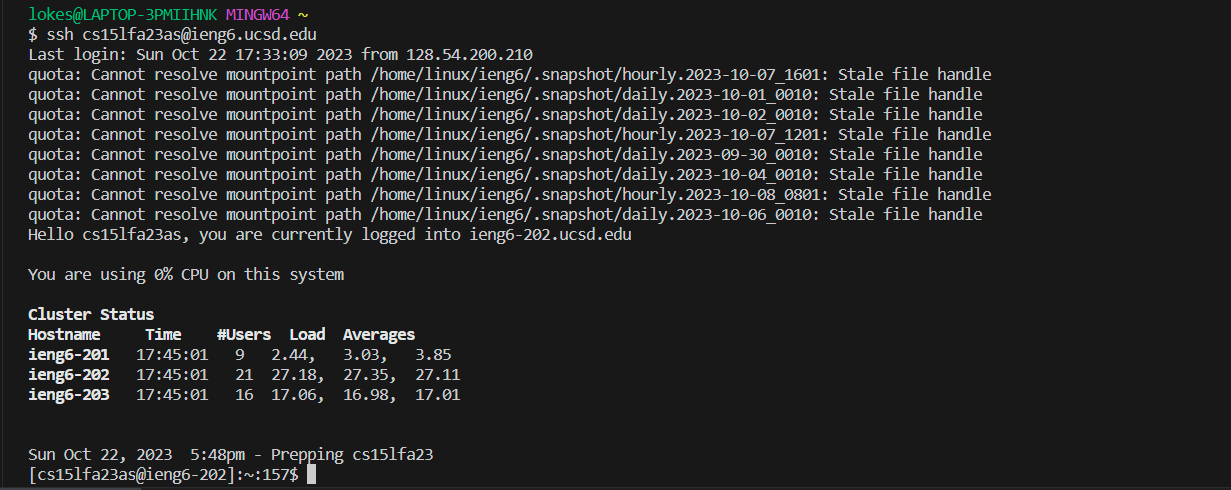 lokes@LAPTOP-3PMIIHNK MINGW64 ~
$ ssh cs15lfa23as@ieng6.ucsd.edu
Last login: Sun Oct 22 17:33:09 2023 from 128.54.200.210
quota: Cannot resolve mountpoint path /home/linux/ieng6/.snapshot/hourly.2023-10-07_1601: Stale file handle
quota: Cannot resolve mountpoint path /home/linux/ieng6/.snapshot/daily.2023-10-01_0010: Stale file handle
quota: Cannot resolve mountpoint path /home/linux/ieng6/.snapshot/daily.2023-10-02_0010: Stale file handle
quota: Cannot resolve mountpoint path /home/linux/ieng6/.snapshot/hourly.2023-10-07_1201: Stale file handle
quota: Cannot resolve mountpoint path /home/linux/ieng6/.snapshot/daily.2023-09-30_0010: Stale file handle
quota: Cannot resolve mountpoint path /home/linux/ieng6/.snapshot/daily.2023-10-04_0010: Stale file handle
quota: Cannot resolve mountpoint path /home/linux/ieng6/.snapshot/hourly.2023-10-08_0801: Stale file handle
quota: Cannot resolve mountpoint path /home/linux/ieng6/.snapshot/daily.2023-10-06_0010: Stale file handle
Hello cs15lfa23as, you are currently logged into ieng6-202.ucsd.edu
You are using 0% CPU on this system
Cluster Status
Hostname     Time    #Users  Load  Averages
ieng6-201   17:45:01   9   2.44,   3.03,   3.85
ieng6-202   17:45:01   21  27.18,  27.35,  27.11
ieng6-203   17:45:01   16  17.06,  16.98,  17.01
Sun Oct 22, 2023  5:48pm - Prepping cs15lfa23
[cs15lfa23as@ieng6-202]:~:157$